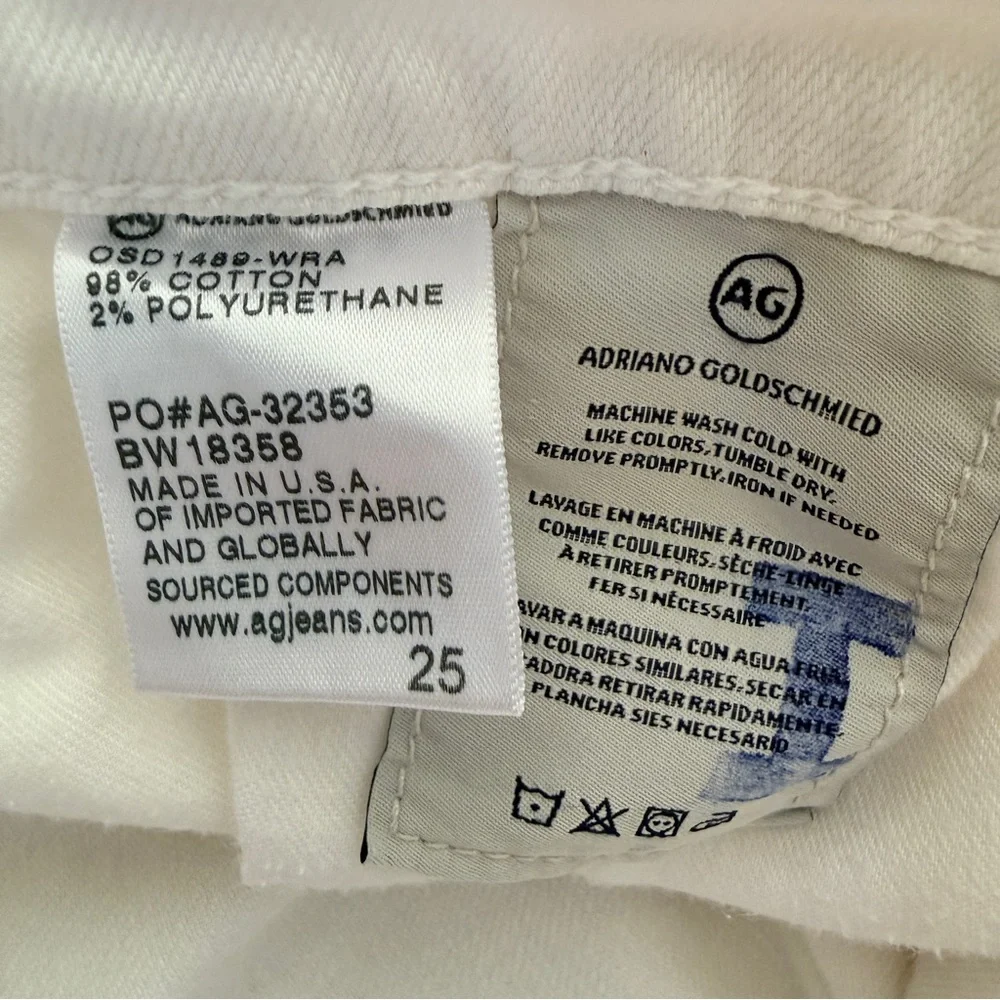 AG ADRIANO GOLDSCHMIED
OSD1489-WRA
98% COTTON
2% POLYURETHANE
PO#AG-32353
BW18358
MADE IN U.S.A.
OF IMPORTED FABRIC
AND GLOBALLY
SOURCED COMPONENTS
www.agjeans.com
25
AG
ADRIANO GOLDSCHMIED
MACHINE WASH COLD WITH
LIKE COLORS,TUMBLE DRY.
REMOVE PROMPTLY.IRON IF NEEDED
LAVAGE EN MACHINE À FROID AVEC
COMME COULEURS. SÈCHE-LINGE
À RETIRER PROMPTEMENT.
FER SI NÉCESSAIRE
AVAR A MAQUINA CON AGUA FRIA
N COLORES SIMILARES.SECAR EN
ADORA RETIRAR RAPIDAMENTE.
PLANCHA SIES NECESARIO
I